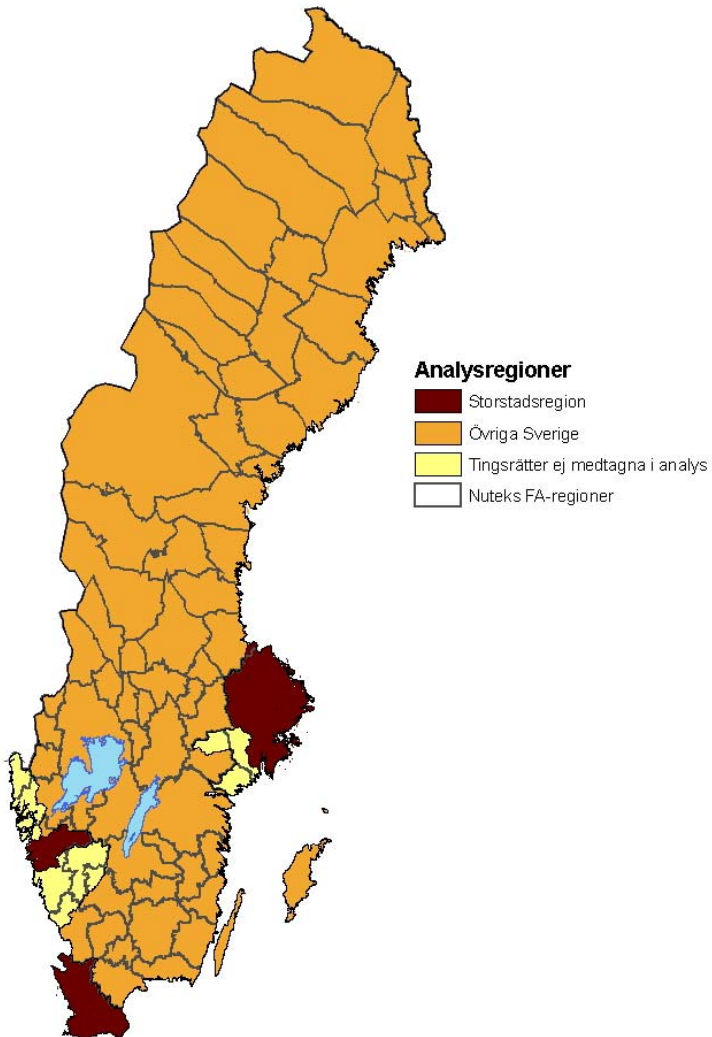 Analysregioner
Storstadsregion
Övriga Sverige
Tingsrätter ej medtagna i analys
Nuteks FA-regioner